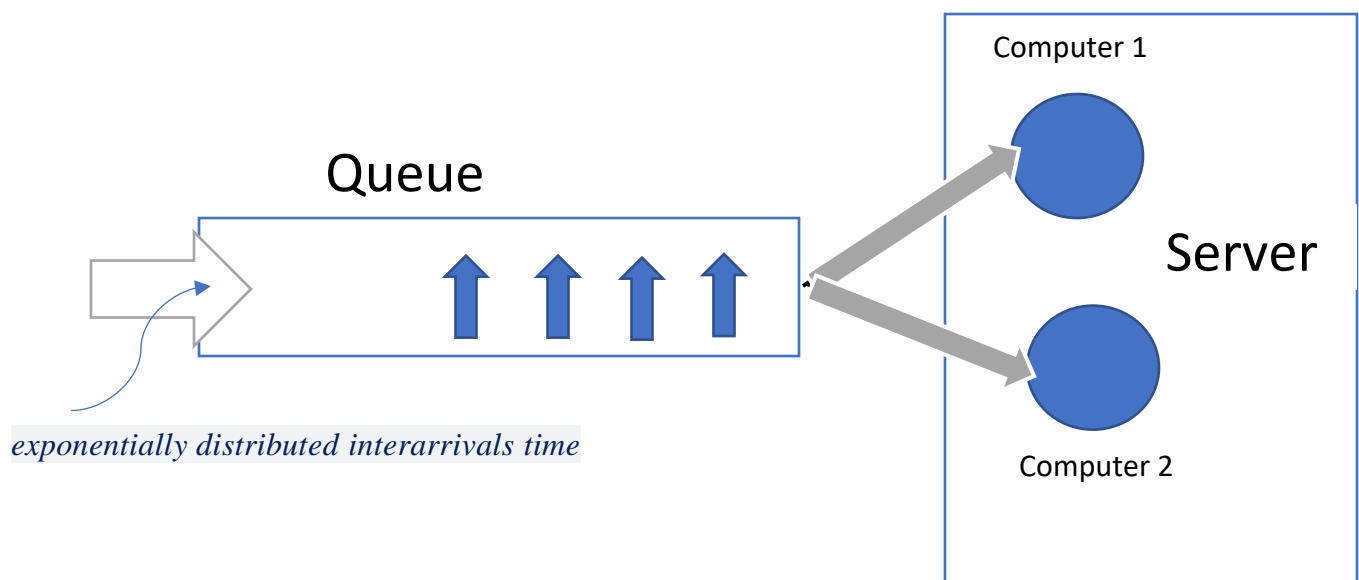 Computer 1
Queue
Server
exponentially distributed interarrivals time
Computer 2